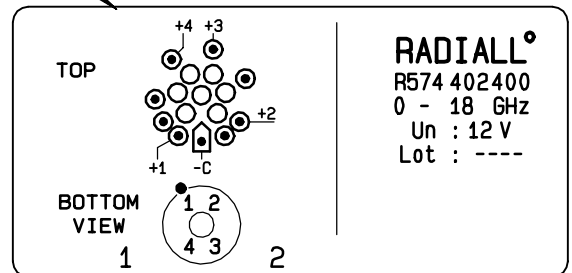 +4 +3
TOP
+2
+1 -C
BOTTOM
VIEW
1 2
4 3
1 2
RADIALL°
R574 402400
0 - 18 GHz
Un : 12 V
Lot : ----